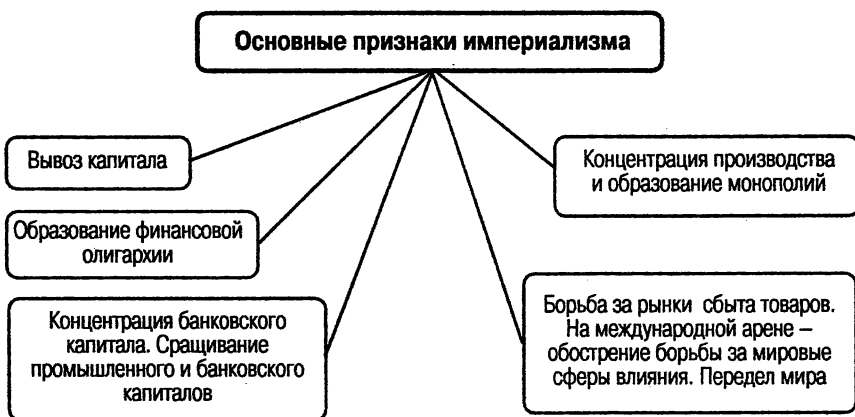 Основные признаки империализма
Вывоз капитала
Образование финансовой
олигархии
Концентрация банковского
капитала. Сращивание
промышленного и банковского
капиталов
Концентрация производства
и образование монополий
Борьба за рынки сбыта товаров.
На международной арене –
обострение борьбы за мировые
сферы влияния. Передел мира